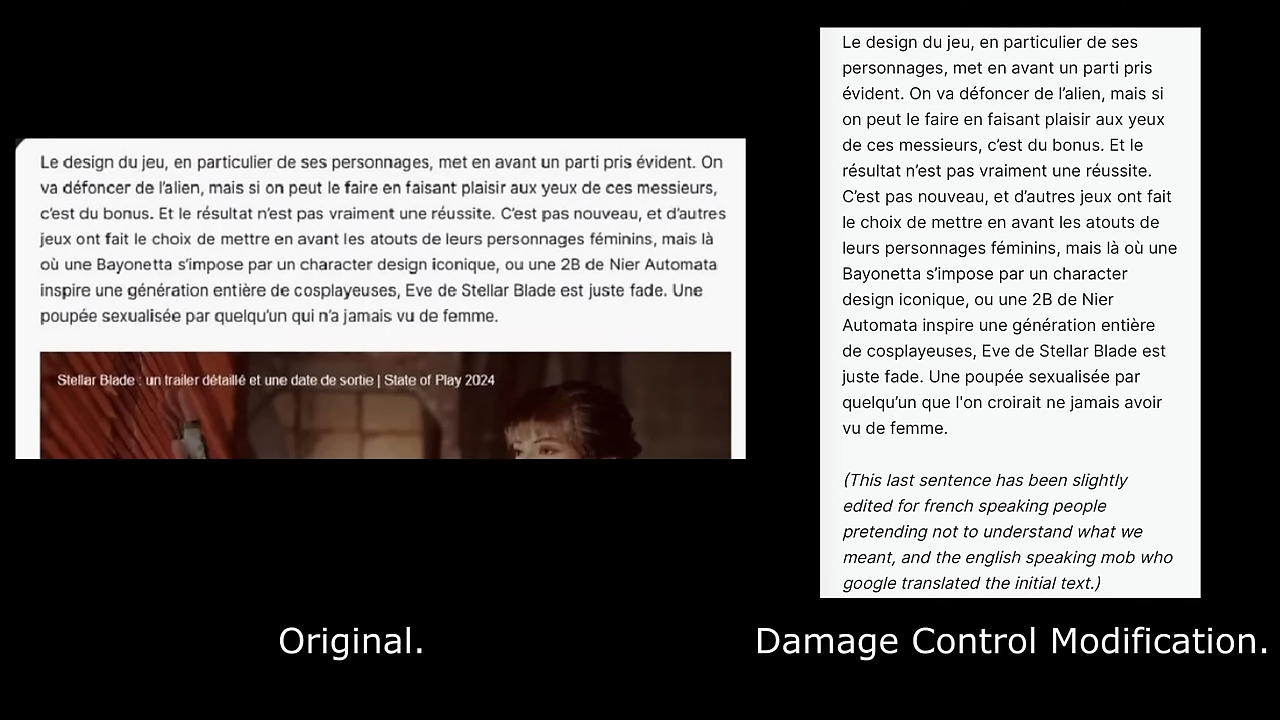 Le design du jeu, en particulier de ses personnages, met en avant un parti pris évident. On
va défoncer de l’alien, mais si on peut le faire en faisant plaisir aux yeux de ces messieurs,
c’est du bonus. Et le résultat n’est pas vraiment une réussite. C’est pas nouveau, et d’autres
jeux ont fait le choix de mettre en avant les atouts de leurs personnages féminins, mais là
où une Bayonetta s’impose par un character design iconique, ou une 2B de Nier Automata
inspire une génération entière de cosplayeuses, Eve de Stellar Blade est juste fade. Une
poupée sexualisée par quelqu’un qui n’a jamais vu de femme.
Stellar Blade : un trailer détaillé et une date de sortie | State of Play 2024
Original.
Le design du jeu, en particulier de ses
personnages, met en avant un parti pris
évident. On va défoncer de l’alien, mais si
on peut le faire en faisant plaisir aux yeux
de ces messieurs, c’est du bonus. Et le
résultat n’est pas vraiment une réussite.
C’est pas nouveau, et d’autres jeux ont fait
le choix de mettre en avant les atouts de
leurs personnages féminins, mais là où une
Bayonetta s’impose par un character
design iconique, ou une 2B de Nier
Automata inspire une génération entière
de cosplayeuses, Eve de Stellar Blade est
juste fade. Une poupée sexualisée par
quelqu’un que l'on croirait ne jamais avoir
vu de femme.
(This last sentence has been slightly
edited for french speaking people
pretending not to understand what we
meant, and the english speaking mob who
google translated the initial text.)
Damage Control Modification.